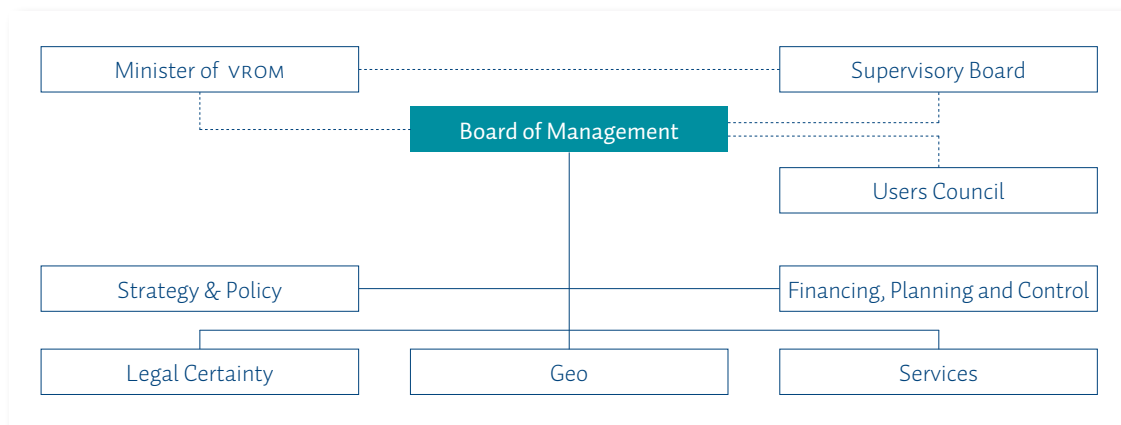 Minister of VROM
Supervisory Board
Board of Management
Users Council
Strategy & Policy
Financing, Planning and Control
Legal Certainty
Geo
Services